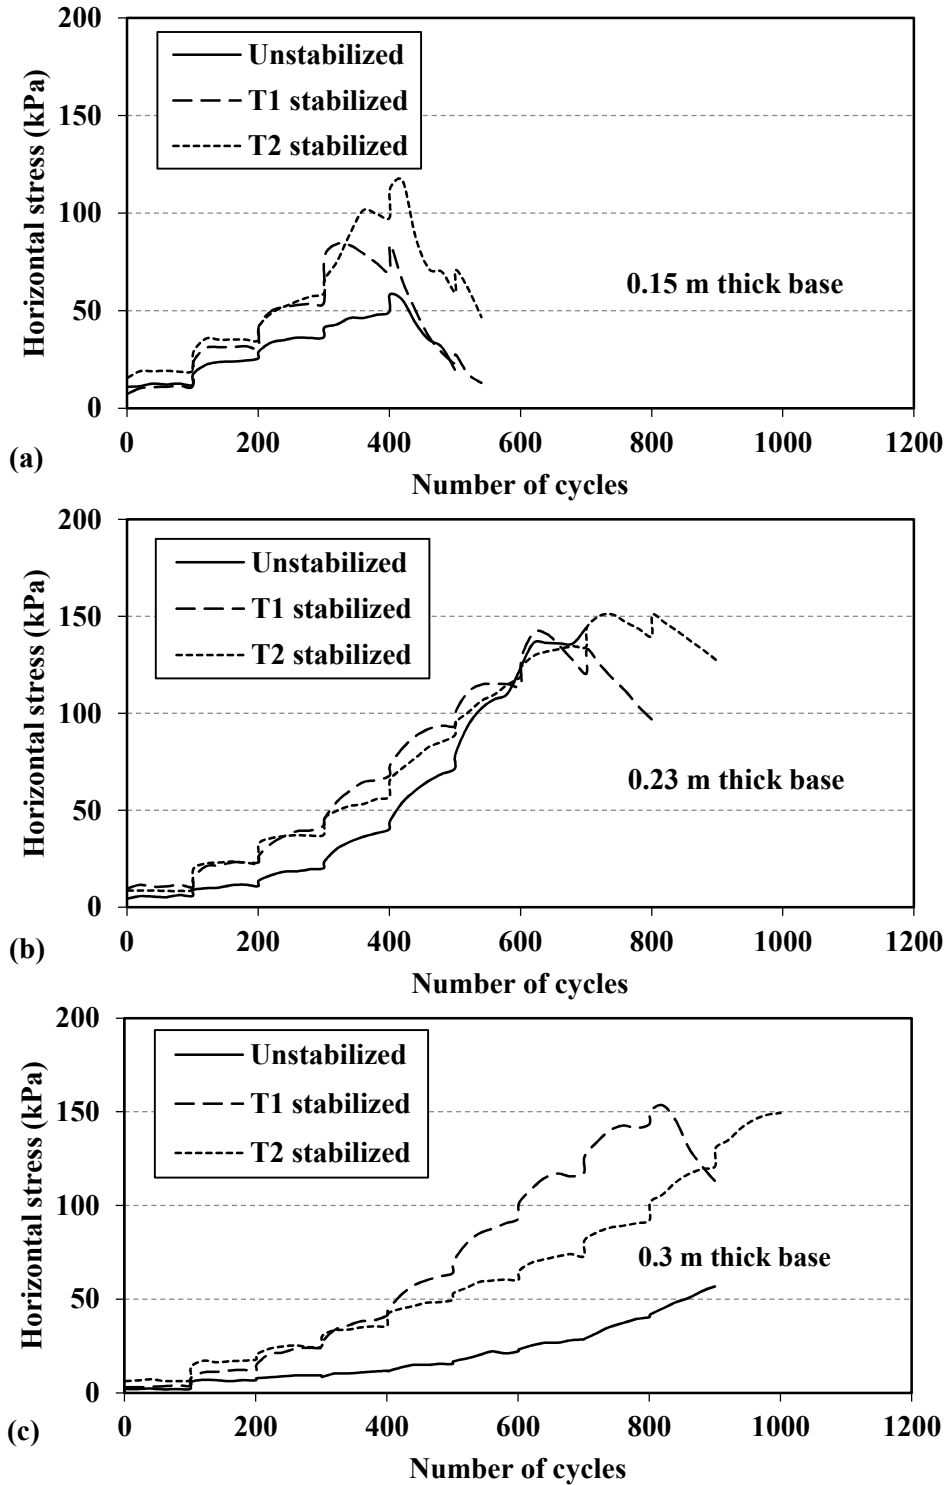 200
150
100
50
0
Horizontal stress (kPa)
Unstabilized
T1 stabilized
T2 stabilized
0.15 m thick base
0 200 400 600 800 1000 1200
(a)
Number of cycles
200
150
100
50
0
Horizontal stress (kPa)
Unstabilized
T1 stabilized
T2 stabilized
0.23 m thick base
0 200 400 600 800 1000 1200
(b)
Number of cycles
200
150
100
50
0
Horizontal stress (kPa)
Unstabilized
T1 stabilized
T2 stabilized
0.3 m thick base
0 200 400 600 800 1000 1200
(c)
Number of cycles